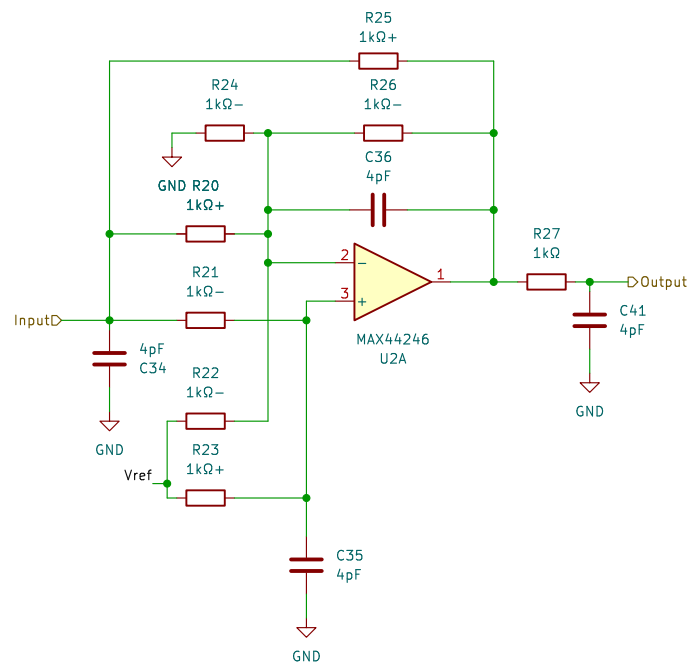 R25
1kΩ+
R24
1kΩ−
R26
1kΩ−
C36
4pF
GND
R20
1kΩ+
R21
1kΩ−
2
−
3
+
1
MAX44246
U2A
R27
1kΩ
Output
C41
4pF
GND
Input
4pF
C34
GND
R22
1kΩ−
R23
1kΩ+
Vref
C35
4pF
GND